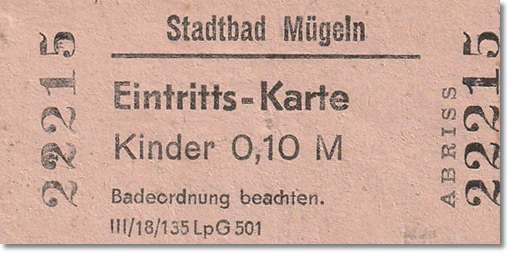 Stadtbad Mügeln
Eintritts-Karte
Kinder 0,10 M
Badeordnung beachten.
III/18/135 LpG 501
22215
ABRISS
22215